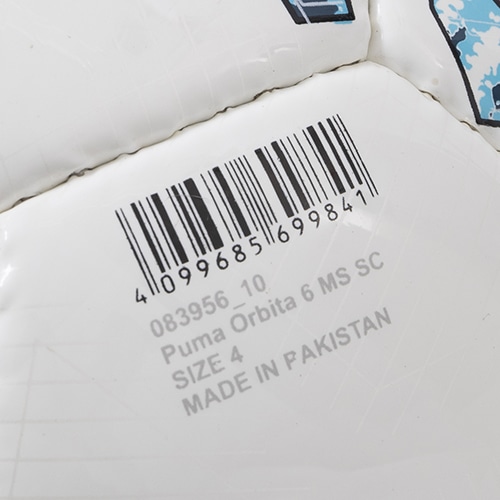 4 099685 699841
083956_10
Puma Orbita 6 MS SC
SIZE 4
MADE IN PAKISTAN